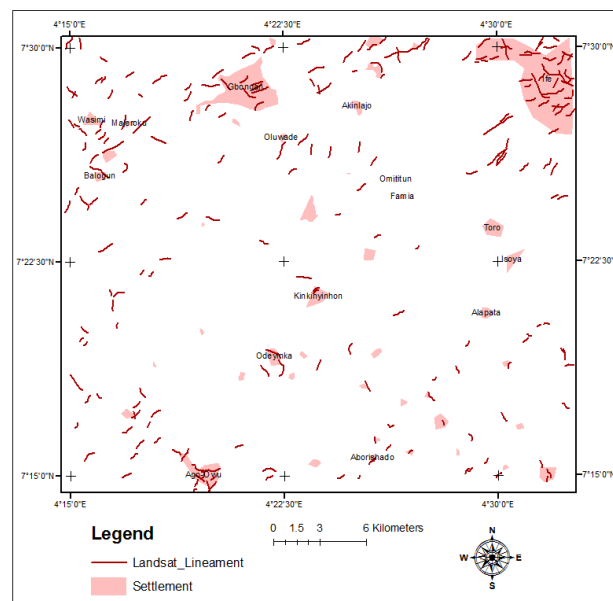 4°15'0"E 4°22'30"E 4°30'0"E
7°30'0"N 7°30'0"N
Ife
Gbongan
Akinlajo
Wasimi Majeroku
Oluwade
Balogun Omititun
Famia
Toro
7°22'30"N Isoya 7°22'30"N
Kinkinyinhon
Alapata
Odeyinka
Aborishado
7°15'0"N Ago-Oyu 7°15'0"N
4°15'0"E 4°22'30"E 4°30'0"E
Legend
0 1.5 3 6 Kilometers
N
Landsat_Lineament
W E
Settlement
S